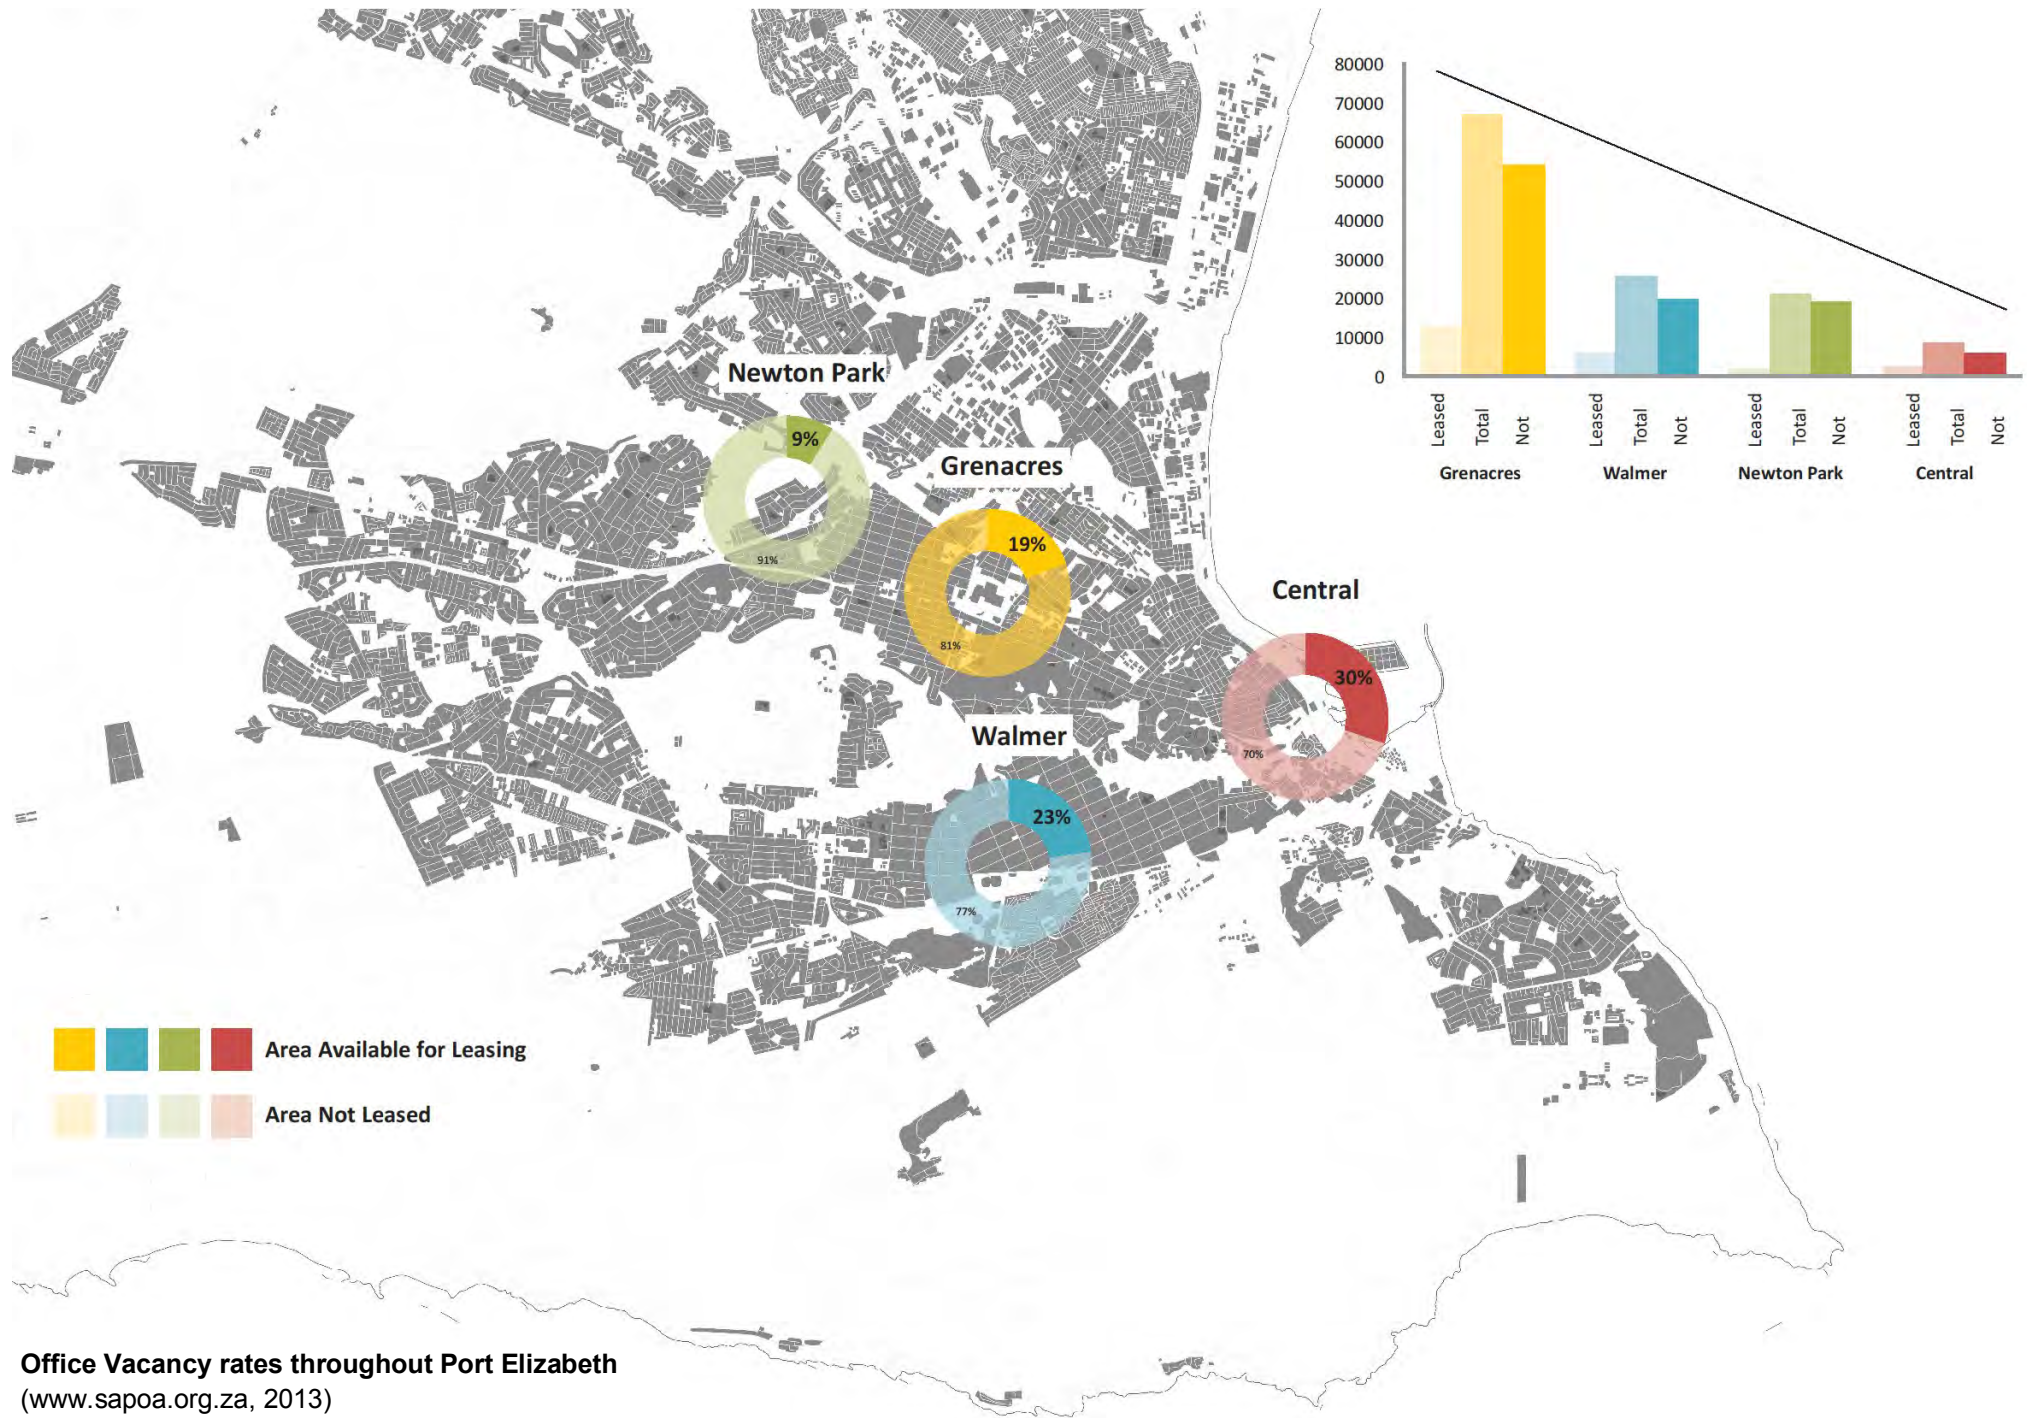 80000
70000
60000
50000
40000
30000
20000
10000
0
Leased
Total
Not
Leased
Total
Not
Leased
Total
Not
Leased
Total
Not
Grenacres
Walmer
Newton Park
Central
Newton Park
9%
91%
Grenacres
19%
81%
Central
30%
70%
Walmer
23%
77%
Area Available for Leasing
Area Not Leased
Office Vacancy rates throughout Port Elizabeth
(www.sapoa.org.za, 2013)